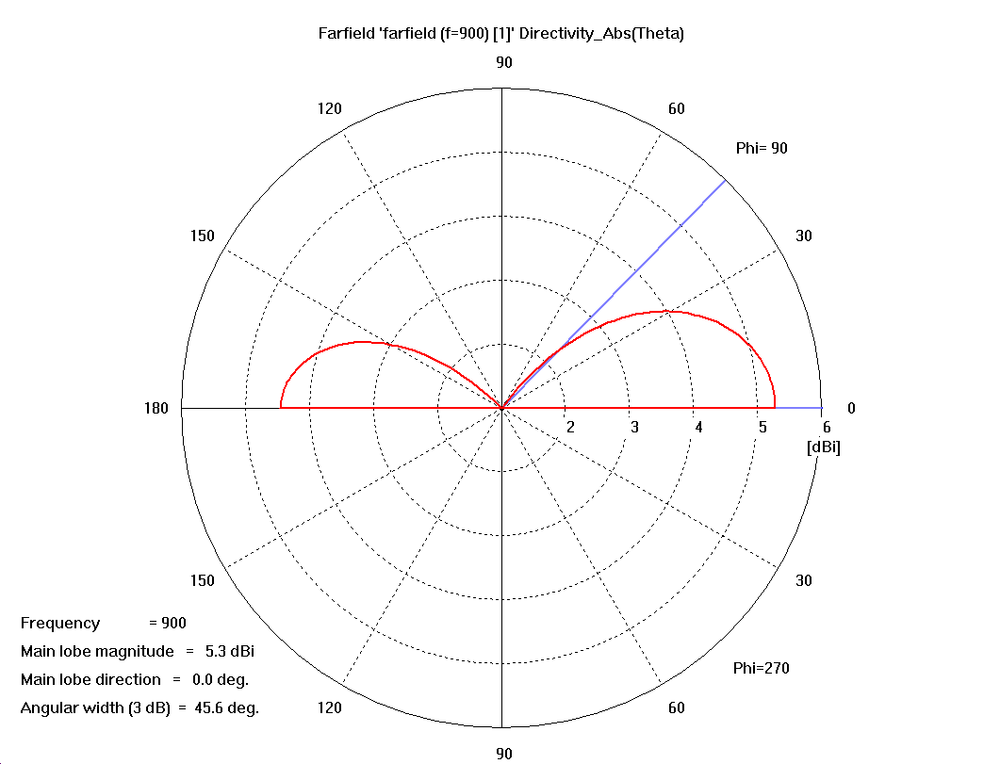 Farfield 'farfield (f=900) [1]' Directivity_Abs(Theta)
90
120
60
Phi= 90
150
30
180
0
2 3 4 5 6
[dBi]
150
30
Frequency = 900
Main lobe magnitude = 5.3 dBi
Phi=270
Main lobe direction = 0.0 deg.
Angular width (3 dB) = 45.6 deg.
120
60
90